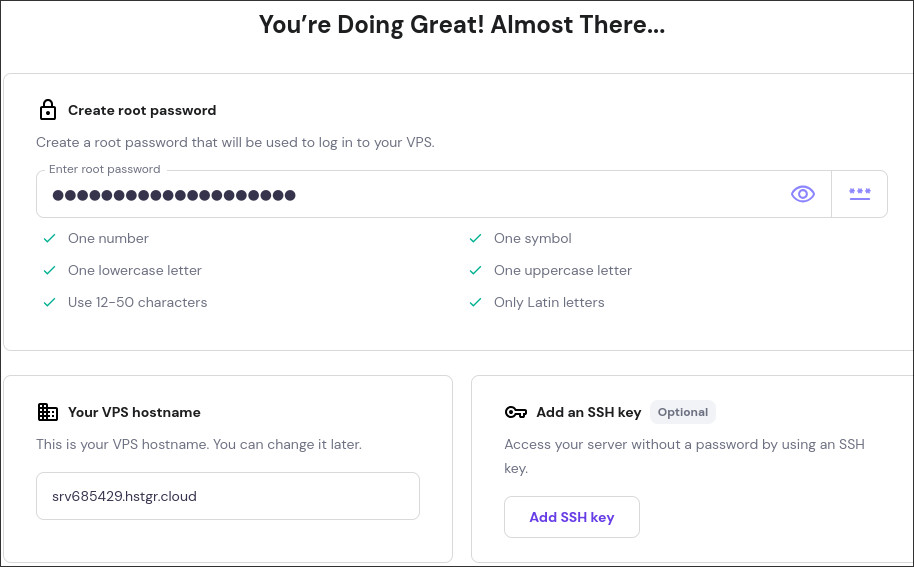 You're Doing Great! Almost There...
Create root password
Create a root password that will be used to log in to your VPS.
Enter root password
●●●●●●●●●●●●●●●●●●●●
One number
One symbol
One lowercase letter
One uppercase letter
Use 12-50 characters
Only Latin letters
Your VPS hostname
This is your VPS hostname. You can change it later.
srv685429.hstgr.cloud
Add an SSH key Optional
Access your server without a password by using an SSH
key.
Add SSH key